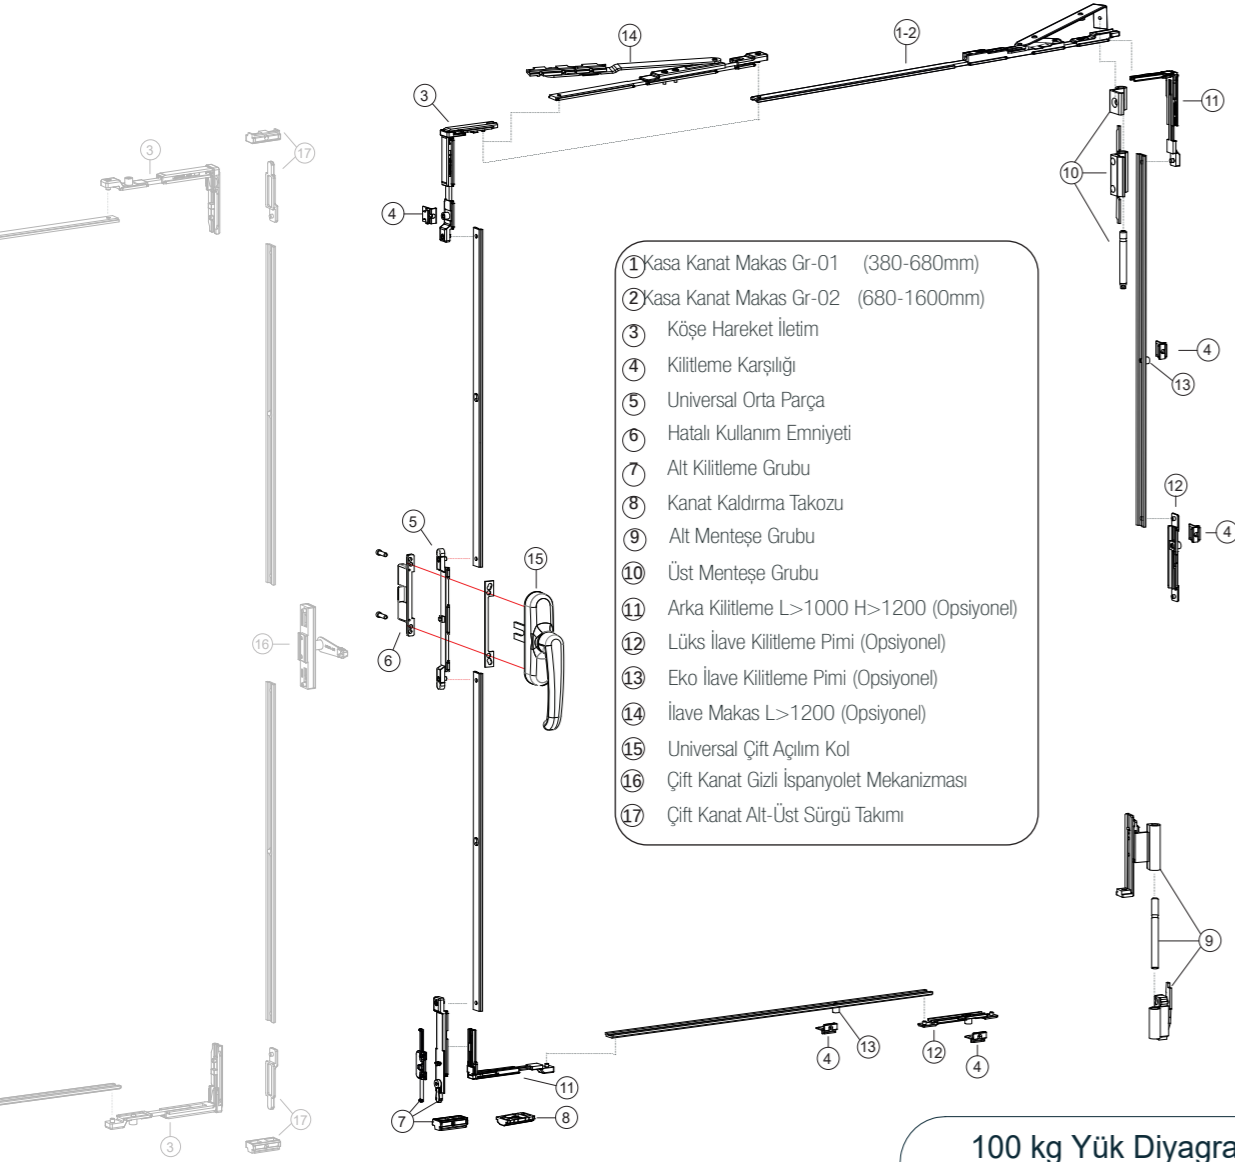 14
1-2
3
11
17
3
10
4
1 Kasa Kanat Makas Gr-01 (380-680mm)
2 Kasa Kanat Makas Gr-02 (680-1600mm)
3 Köşe Hareket İletim
4 Kilitleme Karşılığı
5 Universal Orta Parça
6 Hatalı Kullanım Emniyeti
7 Alt Kilitleme Grubu
8 Kanat Kaldırma Takozu
9 Alt Menteşe Grubu
10 Üst Menteşe Grubu
11 Arka Kilitleme L>1000 H>1200 (Opsiyonel)
12 Lüks İlave Kilitleme Pimi (Opsiyonel)
13 Eko İlave Kilitleme Pimi (Opsiyonel)
14 İlave Makas L>1200 (Opsiyonel)
15 Universal Çift Açılım Kol
16 Çift Kanat Gizli İspanyolet Mekanizması
17 Çift Kanat Alt-Üst Sürgü Takımı
4
13
12
4
5
15
16
6
9
13
4
12
4
11
7
8
17
3
100 kg Yük Diyagra